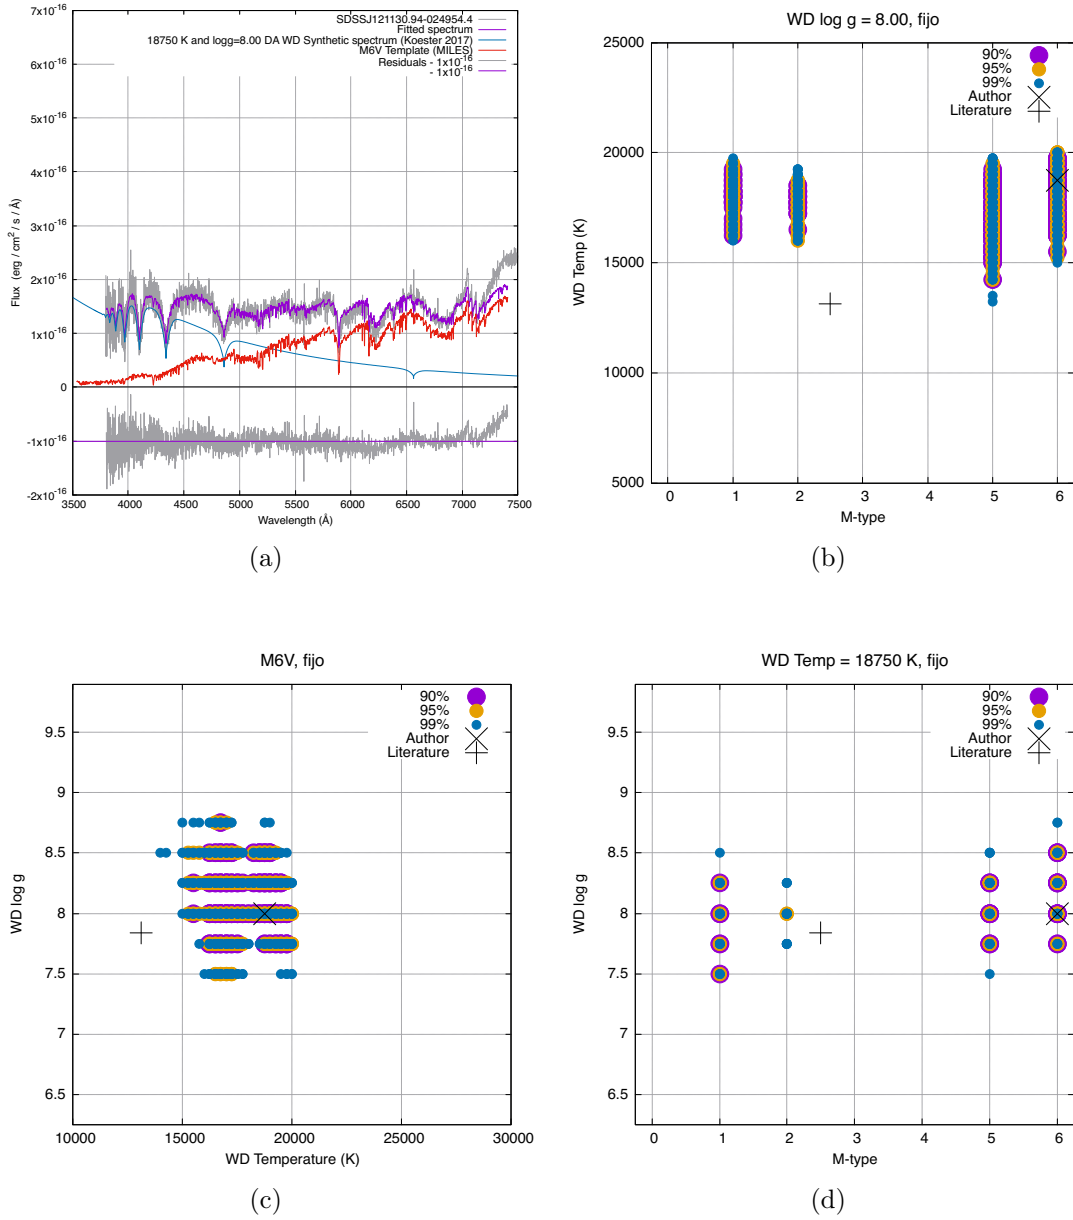 SDSSJ121130.94-024954.4
Fitted spectrum
18750 K and logg=8.00 DA WD Synthetic spectrum (Koester 2017)
M6V Template (MILES)
Residuals - 1x10⁻¹⁶
- 1x10⁻¹⁶
7x10⁻¹⁶
6x10⁻¹⁶
5x10⁻¹⁶
4x10⁻¹⁶
3x10⁻¹⁶
2x10⁻¹⁶
1x10⁻¹⁶
0
-1x10⁻¹⁶
-2x10⁻¹⁶
Flux (erg / cm² / s / Å)
3500 4000 4500 5000 5500 6000 6500 7000 7500
Wavelength (Å)
(a)
WD log g = 8.00, fijo
90%
95%
99%
Author
Literature
25000
20000
15000
10000
5000
WD Temp (K)
0 1 2 3 4 5 6
M-type
(b)
M6V, fijo
90%
95%
99%
Author
Literature
9.5
9
8.5
8
7.5
7
6.5
WD log g
10000 15000 20000 25000 30000
WD Temperature (K)
(c)
WD Temp = 18750 K, fijo
90%
95%
99%
Author
Literature
9.5
9
8.5
8
7.5
7
6.5
WD log g
0 1 2 3 4 5 6
M-type
(d)